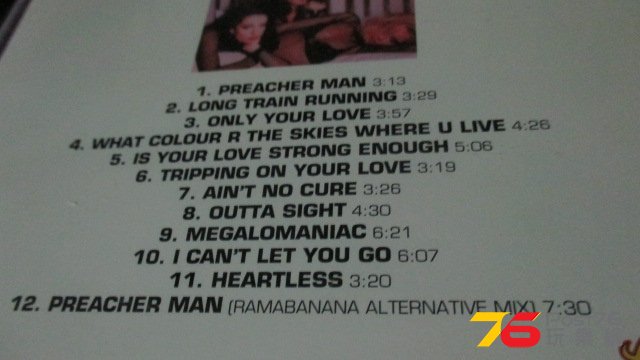 1. PREACHER MAN 3:13
2. LONG TRAIN RUNNING 3:29
3. ONLY YOUR LOVE 3:57
4. WHAT COLOUR R THE SKIES WHERE U LIVE 4:26
5. IS YOUR LOVE STRONG ENOUGH 5:06
6. TRIPPING ON YOUR LOVE 3:19
7. AIN'T NO CURE 3:26
8. OUTTA SIGHT 4:30
9. MEGALOMANIAC 6:21
10. I CAN'T LET YOU GO 6:07
11. HEARTLESS 3:20
12. PREACHER MAN (RAMABANANA ALTERNATIVE MIX) 7:30
76